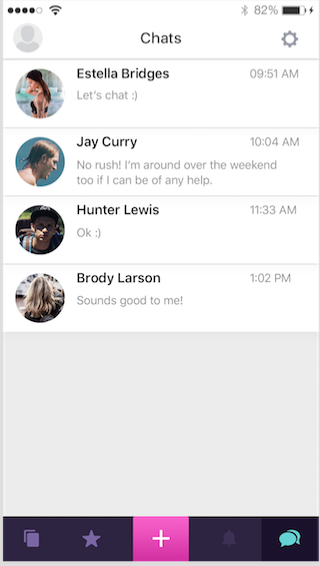 82%
Chats
Estella Bridges 09:51 AM
Let's chat :)
Jay Curry 10:04 AM
No rush! I'm around over the weekend
too if I can be of any help.
Hunter Lewis 11:33 AM
Ok :)
Brody Larson 1:02 PM
Sounds good to me!